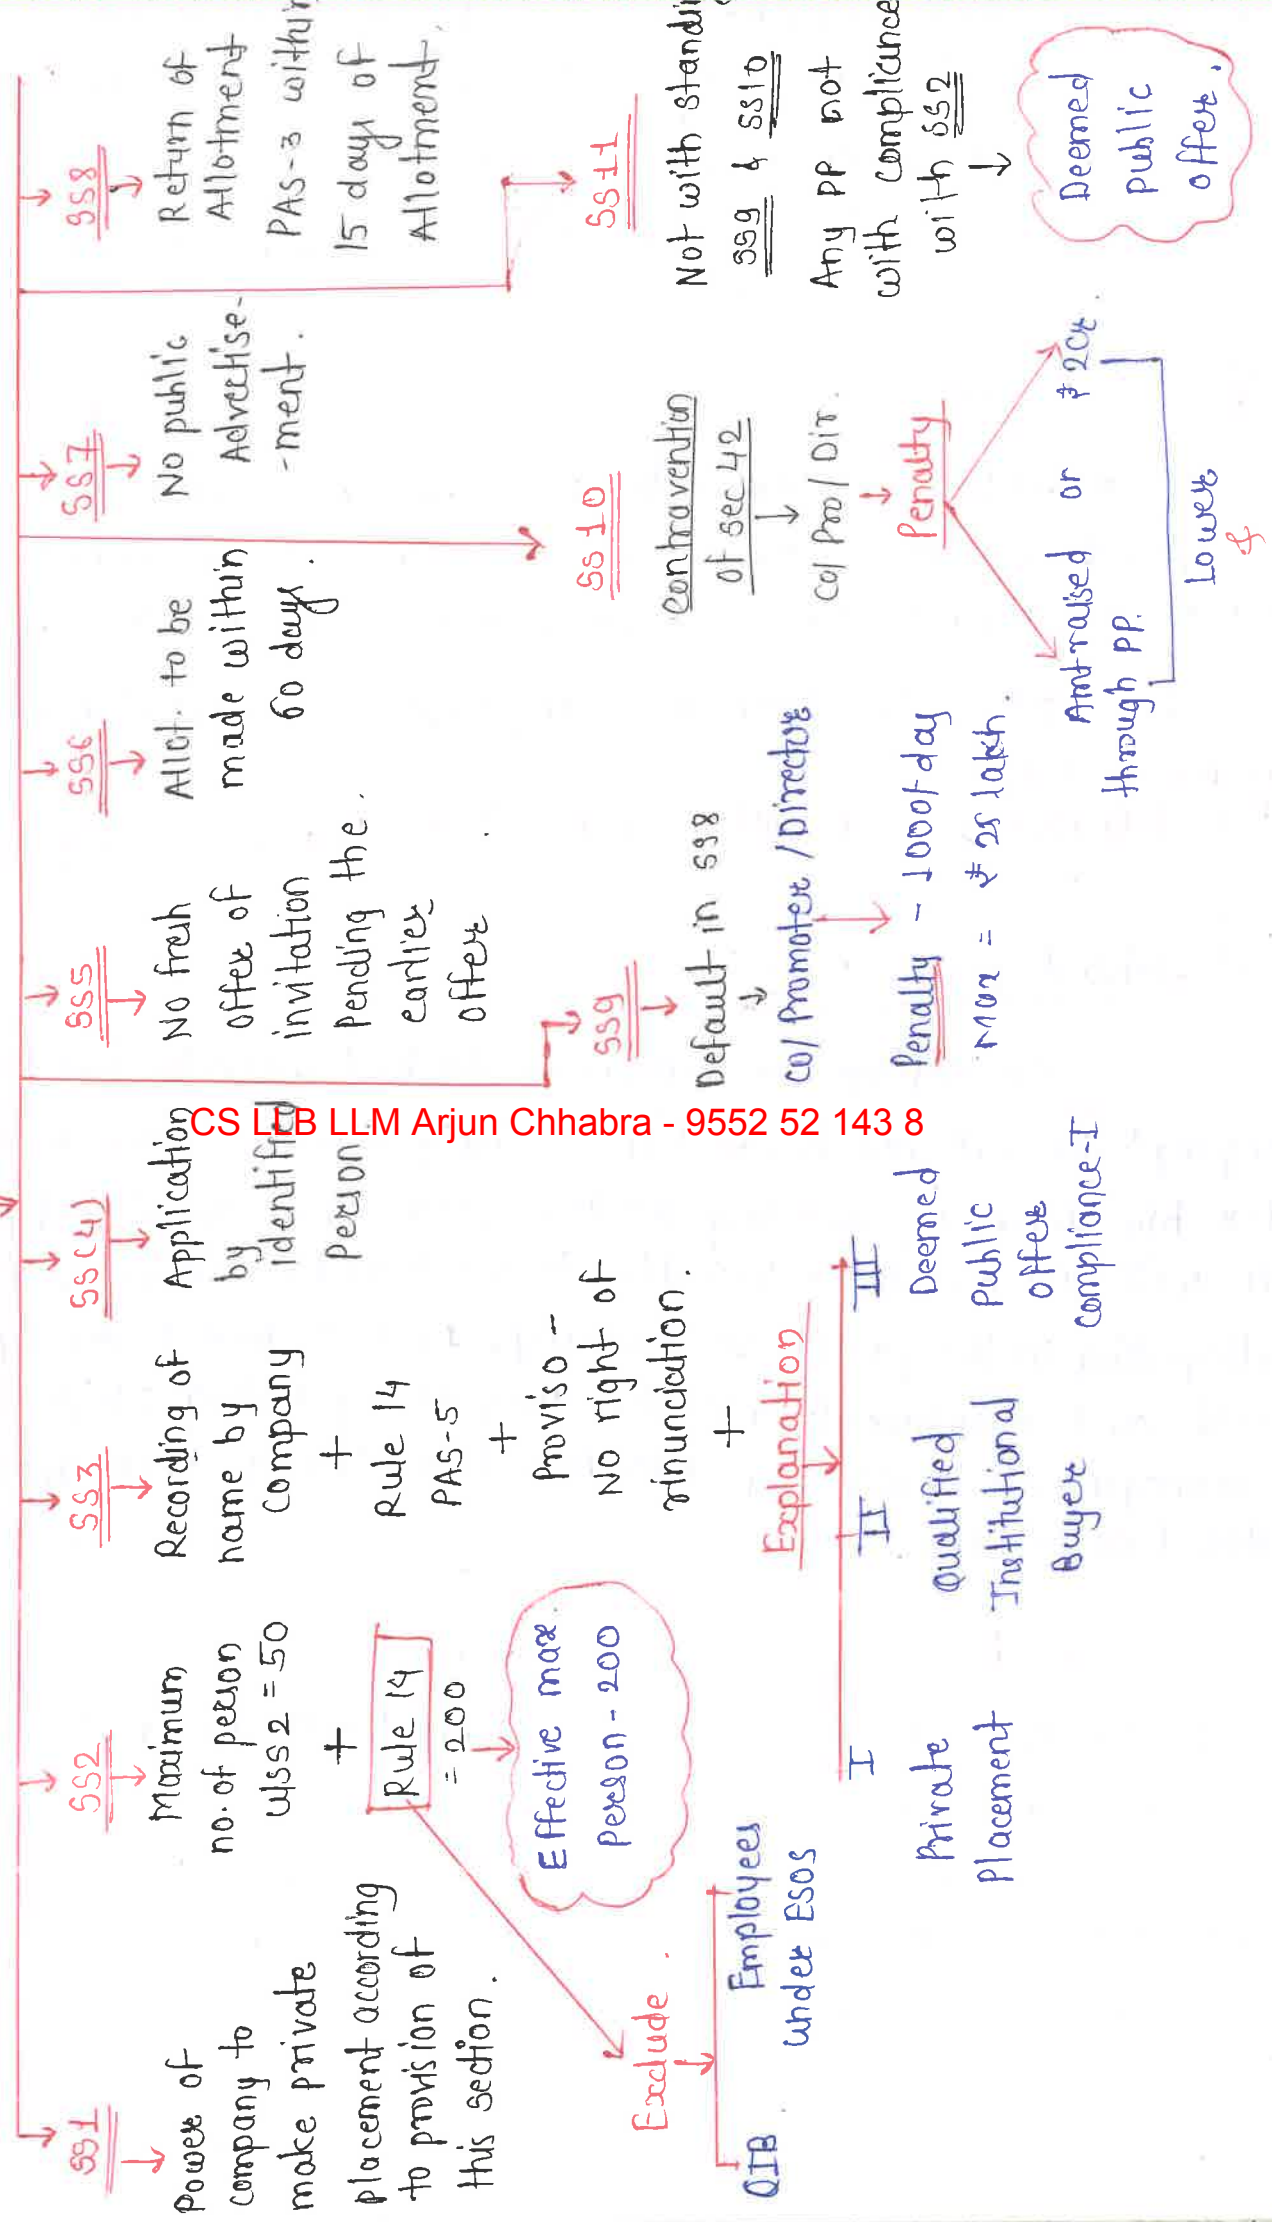 SS1
Power of
company to
make private
placement according
to provision of
this section.
SS2
Maximum
no. of person
u/ss2 = 50
+
Rule 14
= 200
Effective max.
Person - 200
Exclude.
QIB
Employees
under ESOS
SS3
Recording of
name by
Company
+
Rule 14
PAS-5
+
Proviso -
No right of
rinunciation.
+
Explanation
I
Private
Placement
II
Qualified
Institutional
Buyer
III
Deemed
Public
Offer
Compliance-I
SS(4)
Application
by
identified
Person
CS LLB LLM Arjun Chhabra - 9552 52 143 8
SS5
No fresh
offer of
invitation
Pending the
earlier
offer.
SS6
Allot. to be
made within
60 days.
SS7
No public
Advertise-
-ment.
SS8
Return of
Allotment
PAS-3 within
15 days of
Allotment.
SS9
Default in SS8
Co/Promoter/Director
Penalty - 1000/day
Max = ₹ 25 lakh.
SS10
Contravention
of sec 42
Co/Pro/Dir.
Penalty
Amt raised
through PP.
or
₹ 2Cr.
Lower
&
SS11
Not with standi
SS9 & SS10
Any PP not
with complicance
with SS2
Deemed
Public
Offer.